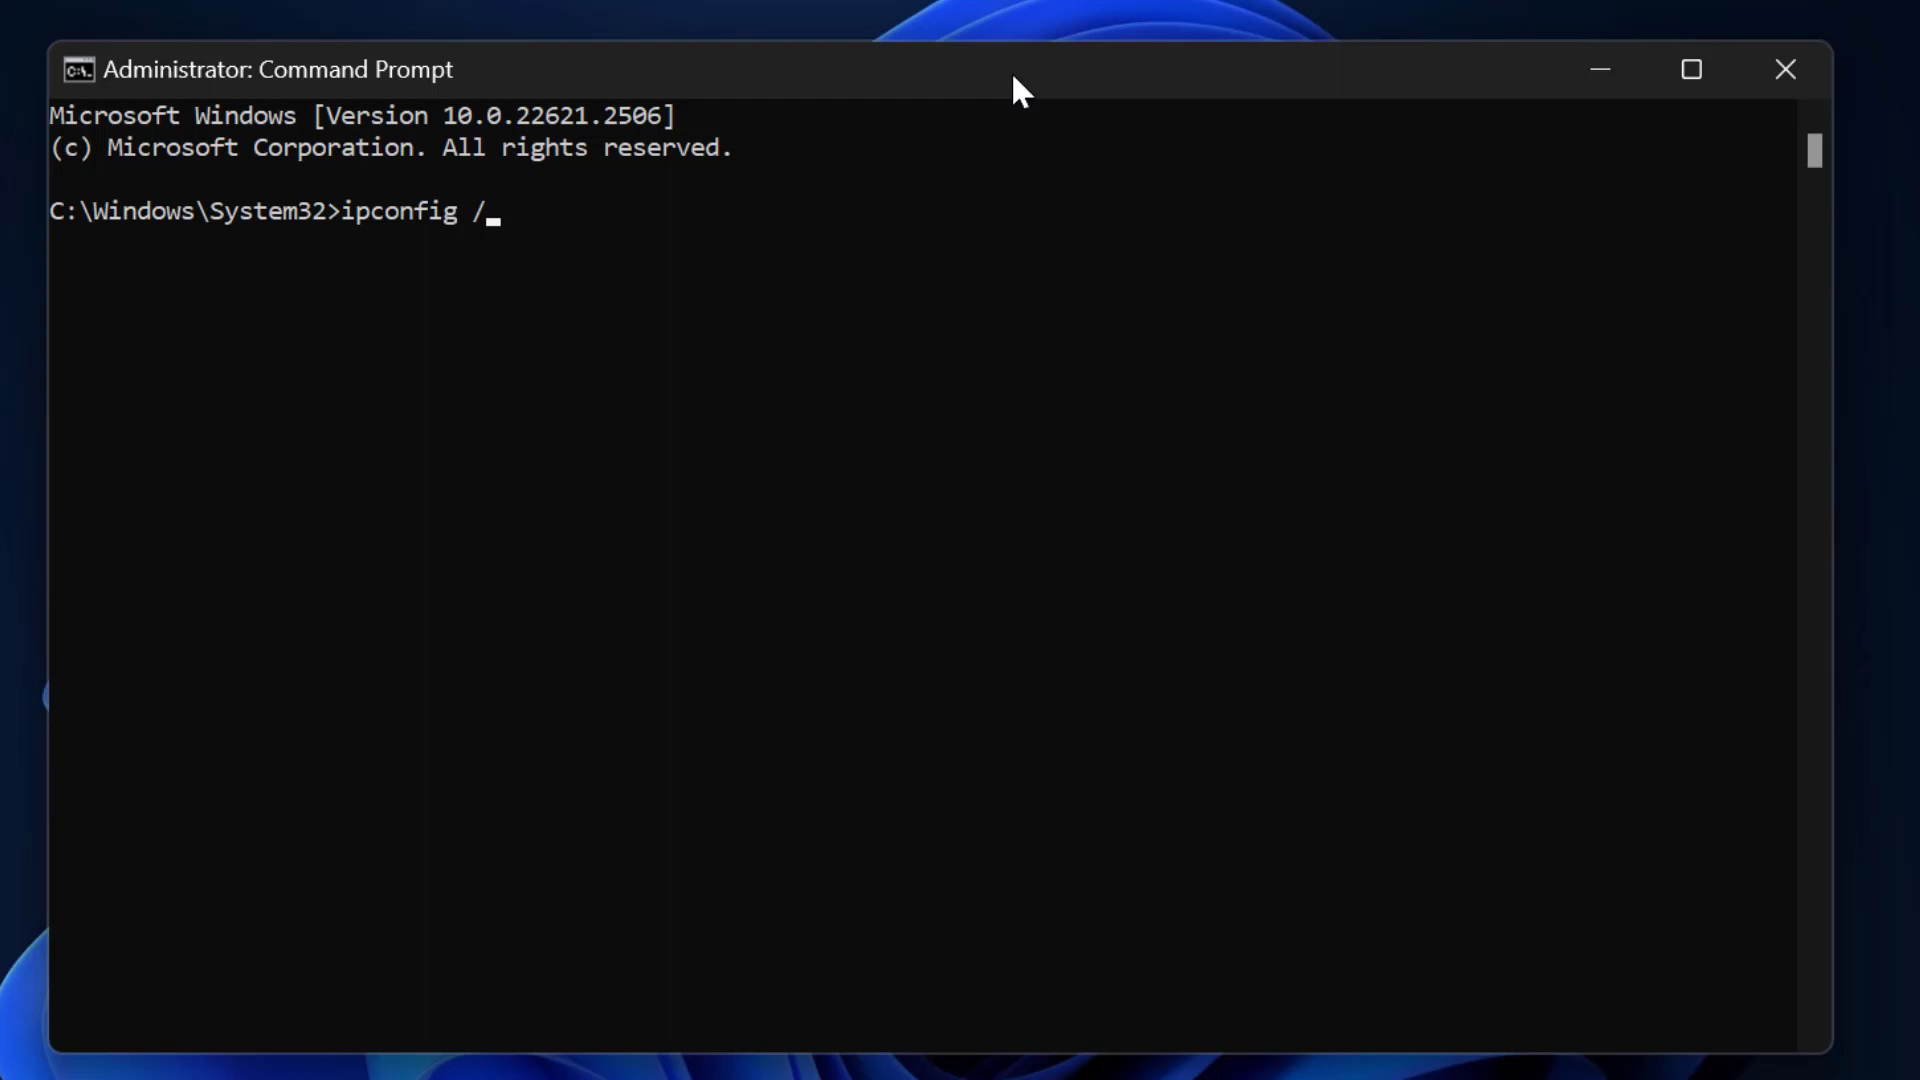 Administrator: Command Prompt
Microsoft Windows [Version 10.0.22621.2506]
(c) Microsoft Corporation. All rights reserved.
C:\Windows\System32>ipconfig /